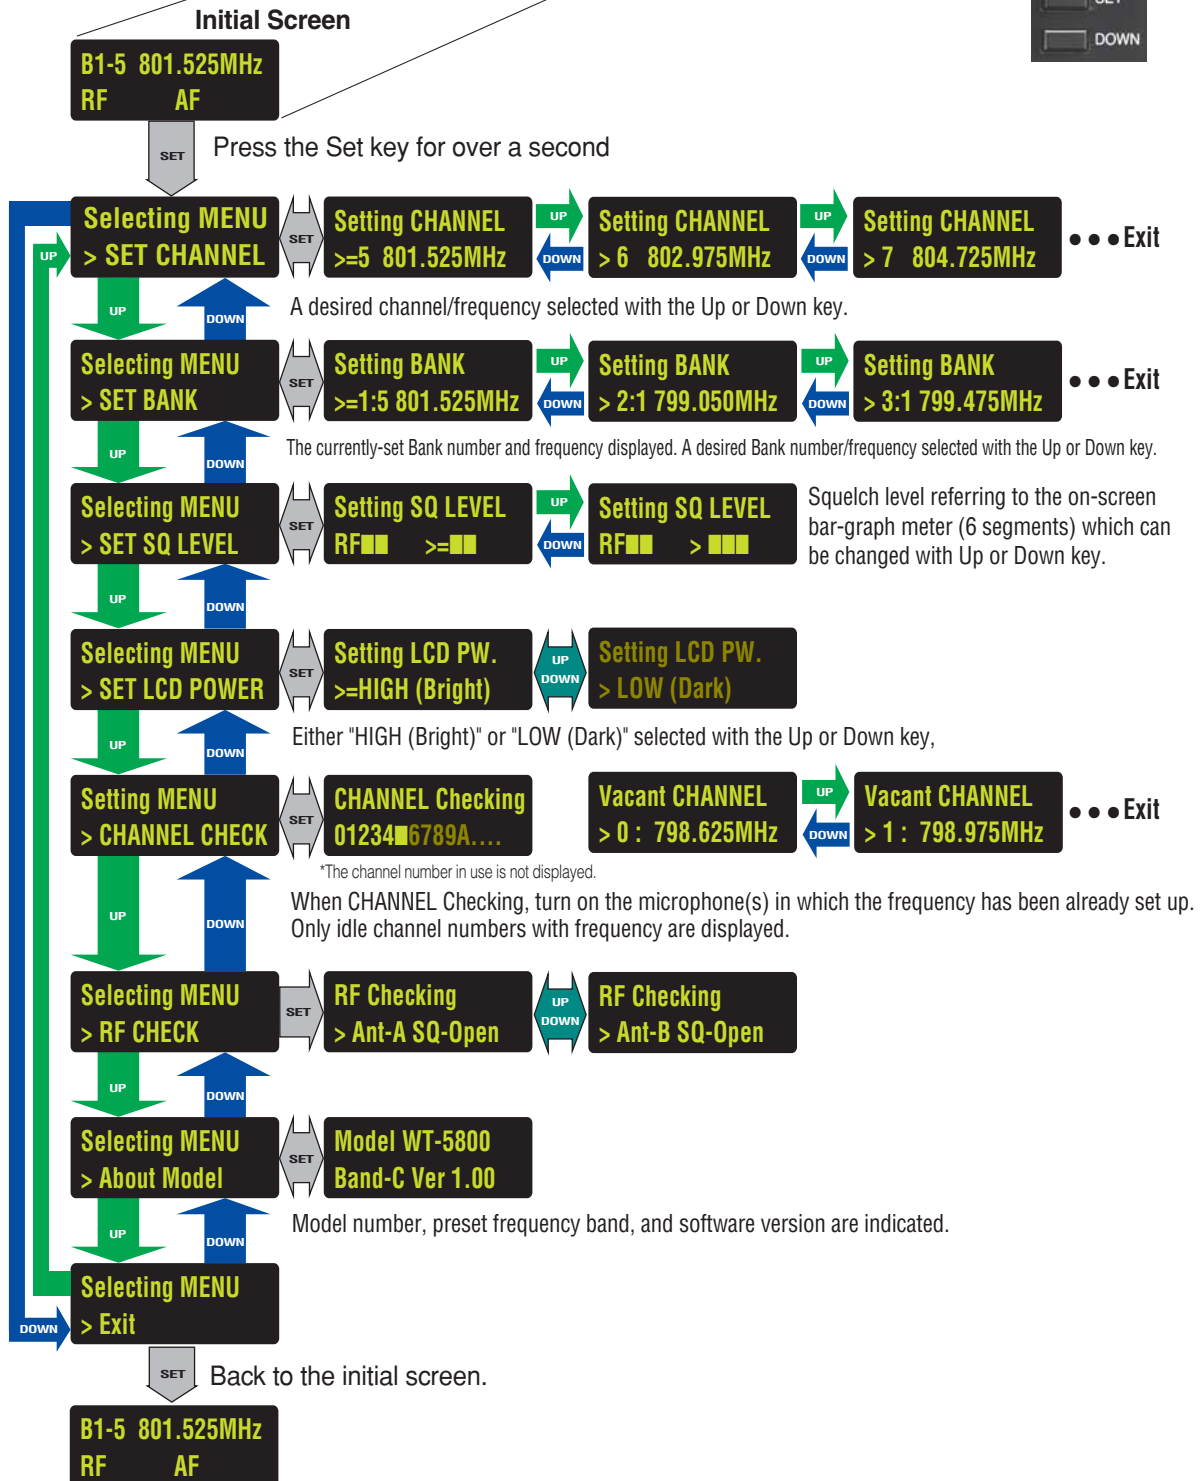 SET
DOWN
Initial Screen
B1-5 801.525MHz
RF AF
SET
Press the Set key for over a second
Selecting MENU
> SET CHANNEL
SET
Setting CHANNEL
>=5 801.525MHz
UP
DOWN
Setting CHANNEL
> 6 802.975MHz
UP
DOWN
Setting CHANNEL
> 7 804.725MHz
●●●Exit
UP
UP
DOWN
A desired channel/frequency selected with the Up or Down key.
Selecting MENU
> SET BANK
SET
Setting BANK
>=1:5 801.525MHz
UP
DOWN
Setting BANK
> 2:1 799.050MHz
UP
DOWN
Setting BANK
> 3:1 799.475MHz
●●●Exit
UP
DOWN
The currently-set Bank number and frequency displayed. A desired Bank number/frequency selected with the Up or Down key.
Selecting MENU
> SET SQ LEVEL
SET
Setting SQ LEVEL
RF■■ >=■■
UP
DOWN
Setting SQ LEVEL
RF■■ > ■■■
Squelch level referring to the on-screen
bar-graph meter (6 segments) which can
be changed with Up or Down key.
UP
DOWN
Selecting MENU
> SET LCD POWER
SET
Setting LCD PW.
>=HIGH (Bright)
UP
DOWN
Setting LCD PW.
> LOW (Dark)
UP
DOWN
Either "HIGH (Bright)" or "LOW (Dark)" selected with the Up or Down key,
Setting MENU
> CHANNEL CHECK
SET
CHANNEL Checking
01234■6789A....
Vacant CHANNEL
> 0 : 798.625MHz
UP
DOWN
Vacant CHANNEL
> 1 : 798.975MHz
●●●Exit
*The channel number in use is not displayed.
UP
DOWN
When CHANNEL Checking, turn on the microphone(s) in which the frequency has been already set up.
Only idle channel numbers with frequency are displayed.
Selecting MENU
> RF CHECK
SET
RF Checking
> Ant-A SQ-Open
UP
DOWN
RF Checking
> Ant-B SQ-Open
UP
DOWN
Selecting MENU
> About Model
SET
Model WT-5800
Band-C Ver 1.00
UP
DOWN
Model number, preset frequency band, and software version are indicated.
Selecting MENU
> Exit
DOWN
SET
Back to the initial screen.
B1-5 801.525MHz
RF AF